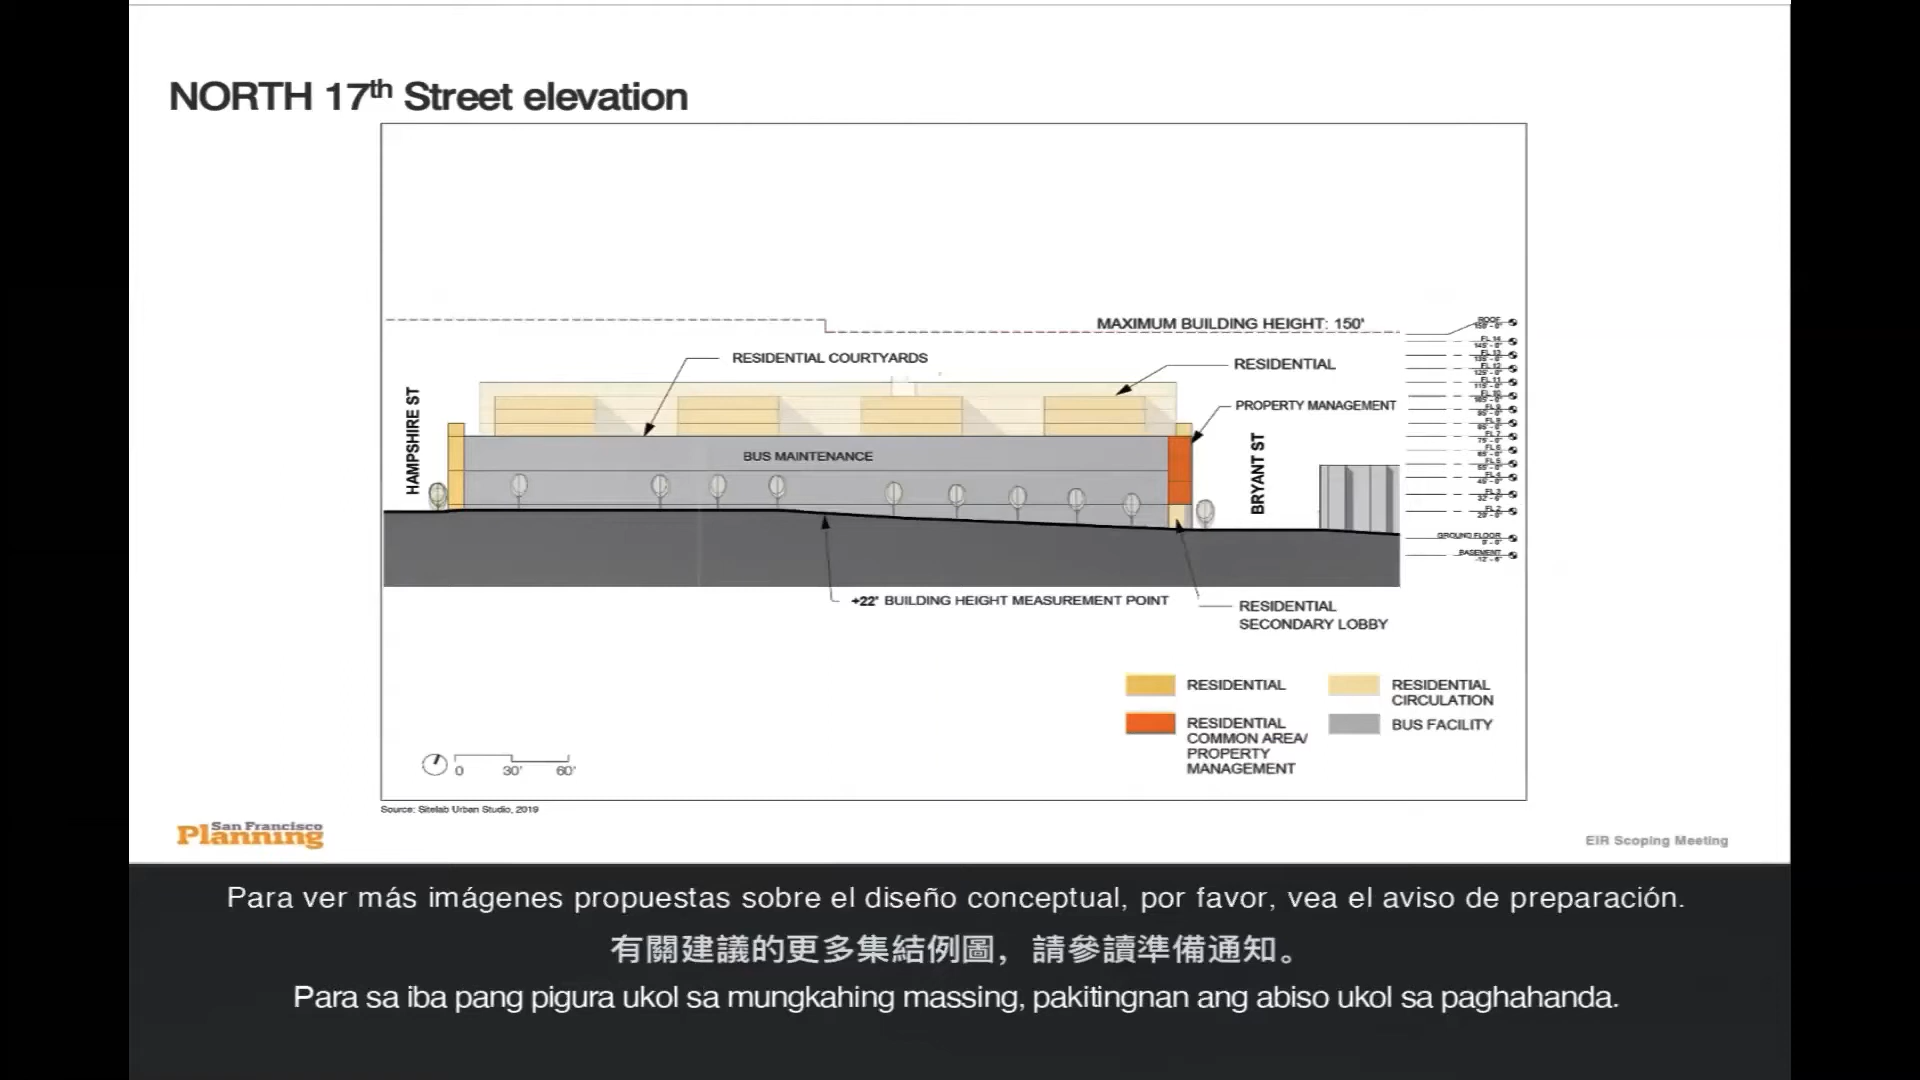 NORTH 17th Street elevation
MAXIMUM BUILDING HEIGHT: 150'
RESIDENTIAL COURTYARDS
RESIDENTIAL
PROPERTY MANAGEMENT
HAMPSHIRE ST
BRYANT ST
BUS MAINTENANCE
ROOF
GROUND FLOOR
BASEMENT
+22' BUILDING HEIGHT MEASUREMENT POINT
RESIDENTIAL
SECONDARY LOBBY
RESIDENTIAL
RESIDENTIAL
CIRCULATION
RESIDENTIAL
COMMON AREA/
PROPERTY
MANAGEMENT
BUS FACILITY
0 30' 60'
Source: Sitelab Urban Studio, 2019
San Francisco
Planning
EIR Scoping Meeting
Para ver más imágenes propuestas sobre el diseño conceptual, por favor, vea el aviso de preparación.
有關建議的更多集結例圖，請參讀準備通知。
Para sa iba pang pigura ukol sa mungkahing massing, pakitingnan ang abiso ukol sa paghahanda.